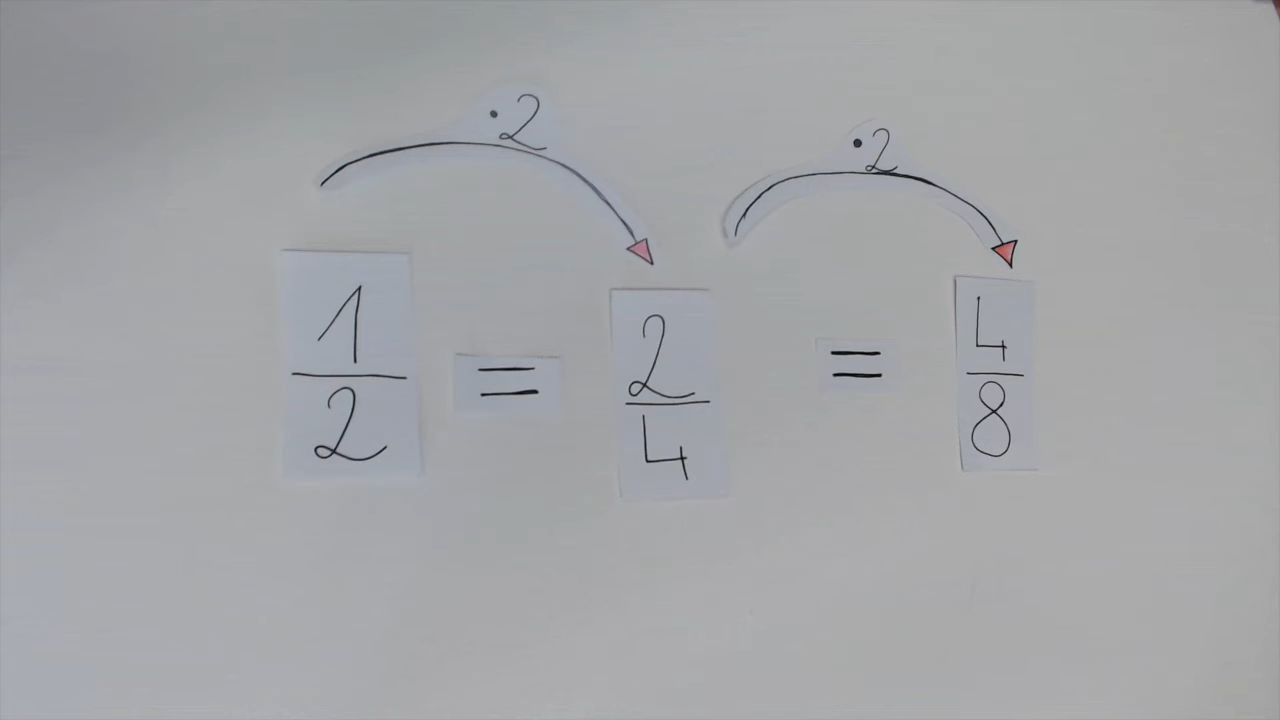 ·2 ·2
1/2 = 2/4 = 4/8